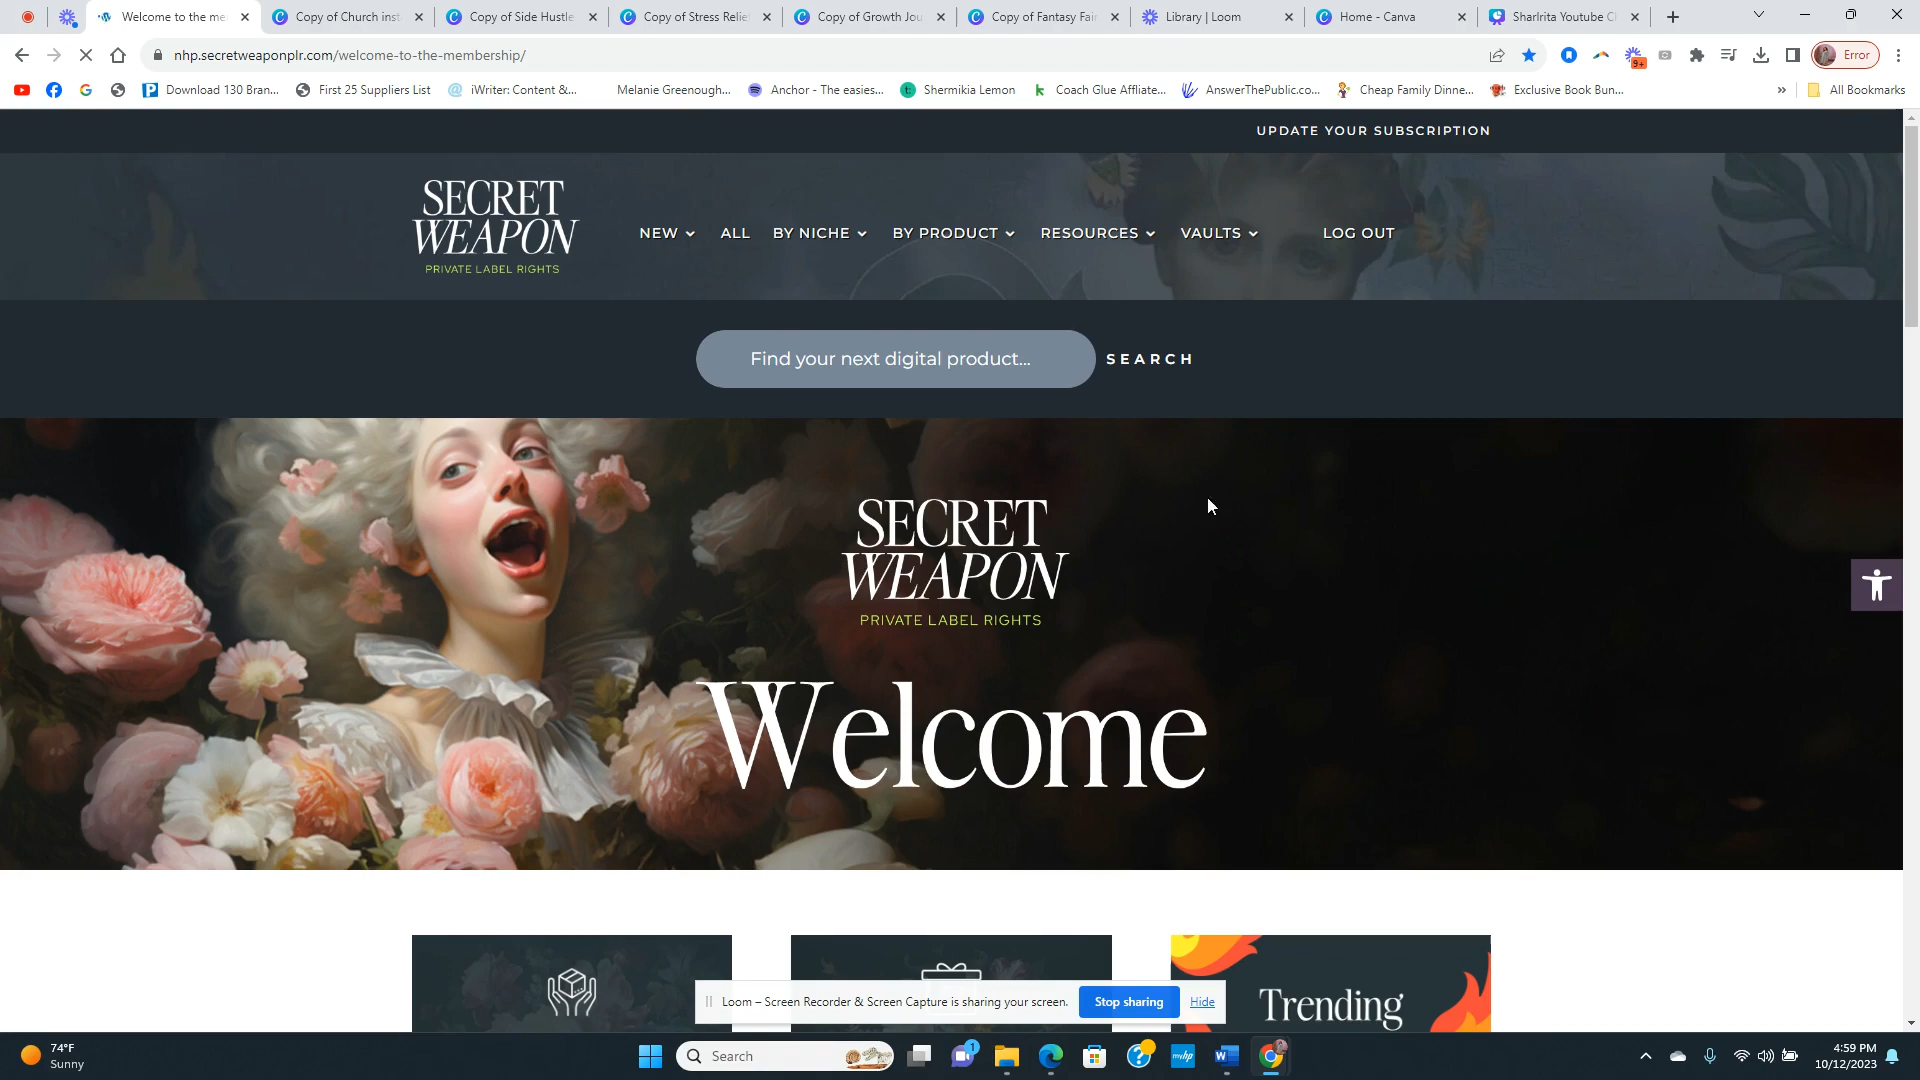 Welcome to the me
Copy of Church inst
Copy of Side Hustle
Copy of Stress Relie
Copy of Growth Jou
Copy of Fantasy Fair
Library | Loom
Home - Canva
SharIrita Youtube C
nhp.secretweaponplr.com/welcome-to-the-membership/
9+
Error
Download 130 Bran...
First 25 Suppliers List
iWriter: Content &...
Melanie Greenough...
Anchor - The easies...
Shermikia Lemon
Coach Glue Affliate...
AnswerThePublic.co...
Cheap Family Dinne...
Exclusive Book Bun...
»
All Bookmarks
UPDATE YOUR SUBSCRIPTION
SECRET
WEAPON
PRIVATE LABEL RIGHTS
NEW
ALL
BY NICHE
BY PRODUCT
RESOURCES
VAULTS
LOG OUT
Find your next digital product...
SEARCH
SECRET
WEAPON
PRIVATE LABEL RIGHTS
Welcome
Trending
Loom – Screen Recorder & Screen Capture is sharing your screen.
Stop sharing
Hide
74°F
Sunny
Search
1
myhp
4:59 PM
10/12/2023